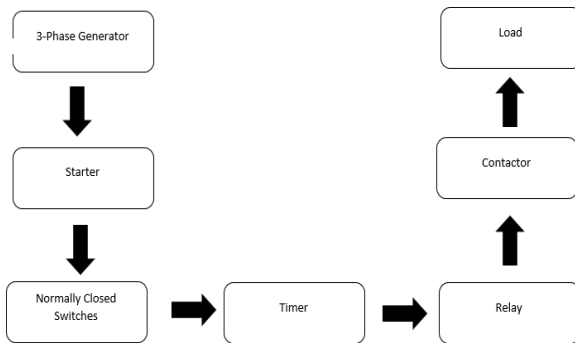 3-Phase Generator
Starter
Normally Closed
Switches
Timer
Relay
Contactor
Load